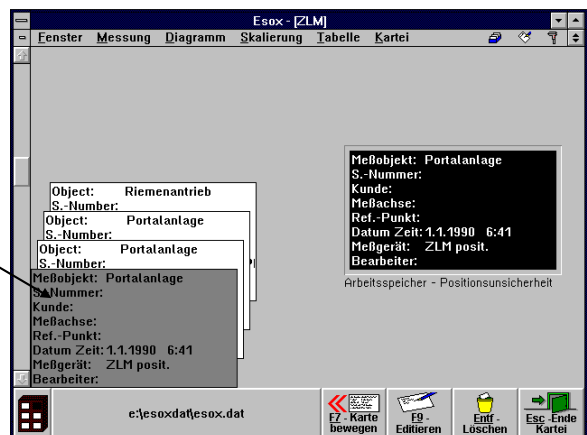 Esox - [ZLM]
Fenster Messung Diagramm Skalierung Tabelle Kartei
Object: Riemenantrieb
S.-Number:
Object: Portalanlage
S.-Number:
Object: Portalanlage
S.-Number:
Meßobjekt: Portalanlage
S.-Nummer:
Kunde:
Meßachse:
Ref.-Punkt:
Datum Zeit: 1.1.1990 6:41
Meßgerät: ZLM posit.
Bearbeiter:
Meßobjekt: Portalanlage
S.-Nummer:
Kunde:
Meßachse:
Ref.-Punkt:
Datum Zeit: 1.1.1990 6:41
Meßgerät: ZLM posit.
Bearbeiter:
Arbeitsspeicher - Positionsunsicherheit
e:\esoxdat\esox.dat
F7 - Karte
bewegen
F9 -
Editieren
Entf -
Löschen
Esc - Ende
Kartei